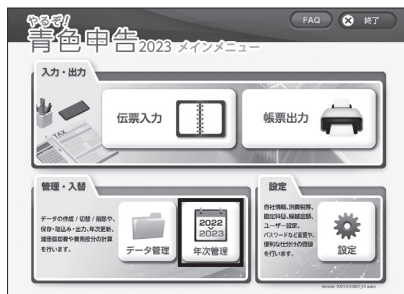 FAQ
終了
やるぞ!
青色申告2023 メインメニュー
入力・出力
TAX
伝票入力
帳票出力
管理・入替
データの作成/切替/削除や、
保存・取込み・出力、年次更新、
減価償却費や費用按分の計算
を行います。
データ管理
2022
2023
年次管理
設定
自社情報、消費税等、
勘定科目、繰越金額、
ユーザー設定、
パスワードなど変更や、
便利な仕分けの登録
を行います。
設定